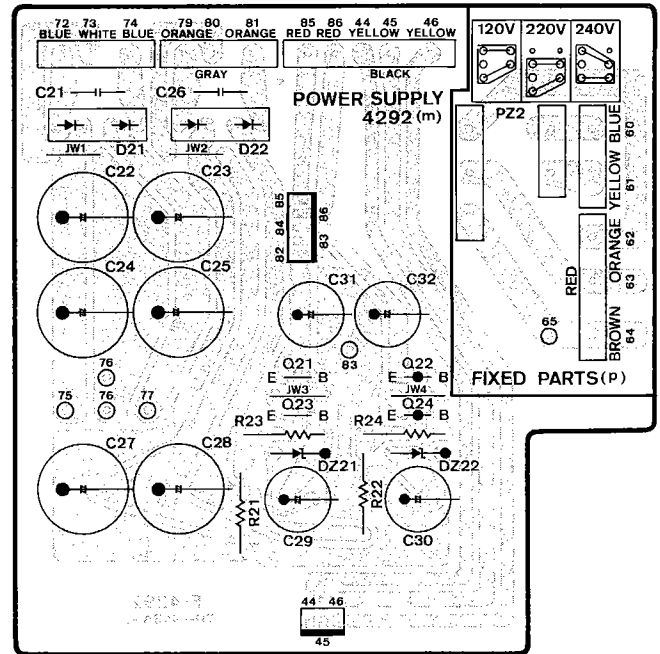 72 73 74 79 80 81 85 86 44 45 46
BLUE WHITE BLUE ORANGE ORANGE RED RED YELLOW YELLOW
GRAY BLACK
120V 220V 240V
C21 C26
POWER SUPPLY
4292 (m)
PZ2
JW1 D21 JW2 D22
C22 C23
85 84 82
86 83
BLUE 60
YELLOW 61
ORANGE 62
RED 63
BROWN 64
C24 C25
C31 C32
65
83
76
Q21 Q22
E B E B
JW3 JW4
FIXED PARTS (p)
75 76 77
Q23 Q24
E B E B
R23 R24
C27 C28
DZ21 DZ22
R21 R22
C29 C30
44 46
45